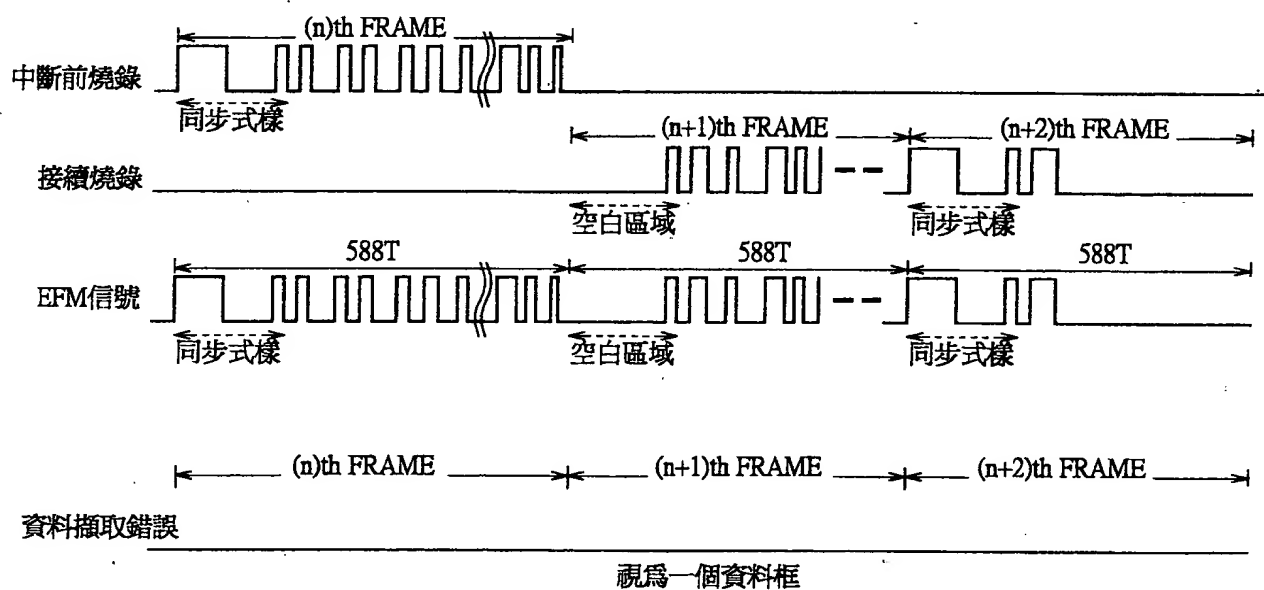 (n)th FRAME
中斷前燒錄
同步式樣
(n+1)th FRAME
(n+2)th FRAME
接續燒錄
空白區域
同步式樣
588T
588T
588T
EFM信號
同步式樣
空白區域
同步式樣
(n)th FRAME
(n+1)th FRAME
(n+2)th FRAME
資料擷取錯誤
視為一個資料框